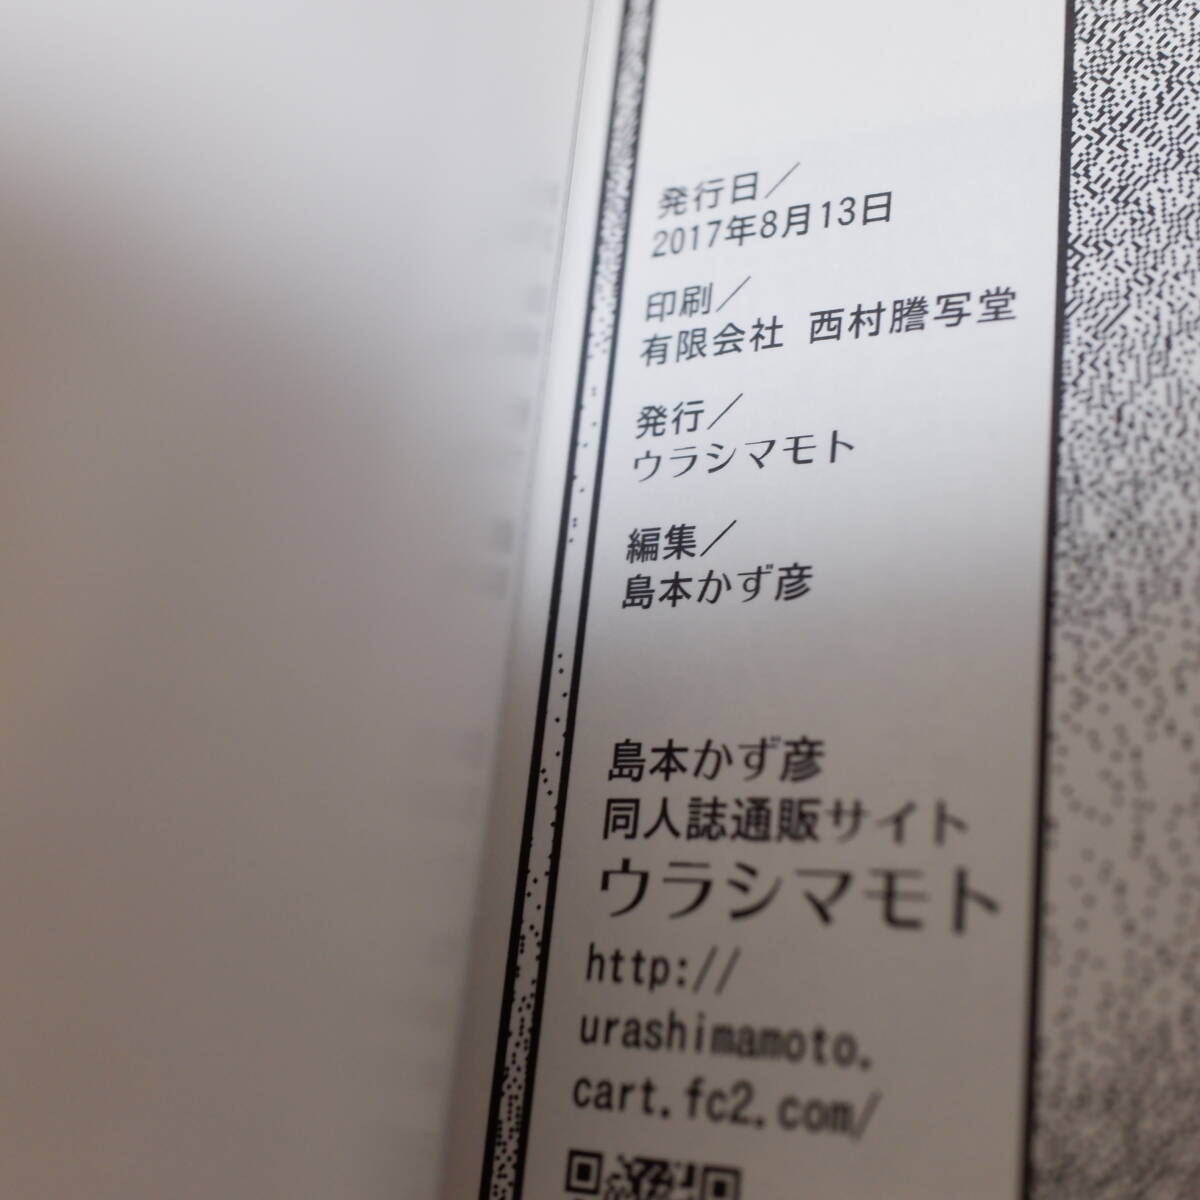 発行日／
2017年8月13日
印刷／
有限会社 西村謄写堂
発行／
ウラシマモト
編集／
島本かず彦
島本かず彦
同人誌通販サイト
ウラシマモト
http://
urashimamoto.
cart.fc2.com/